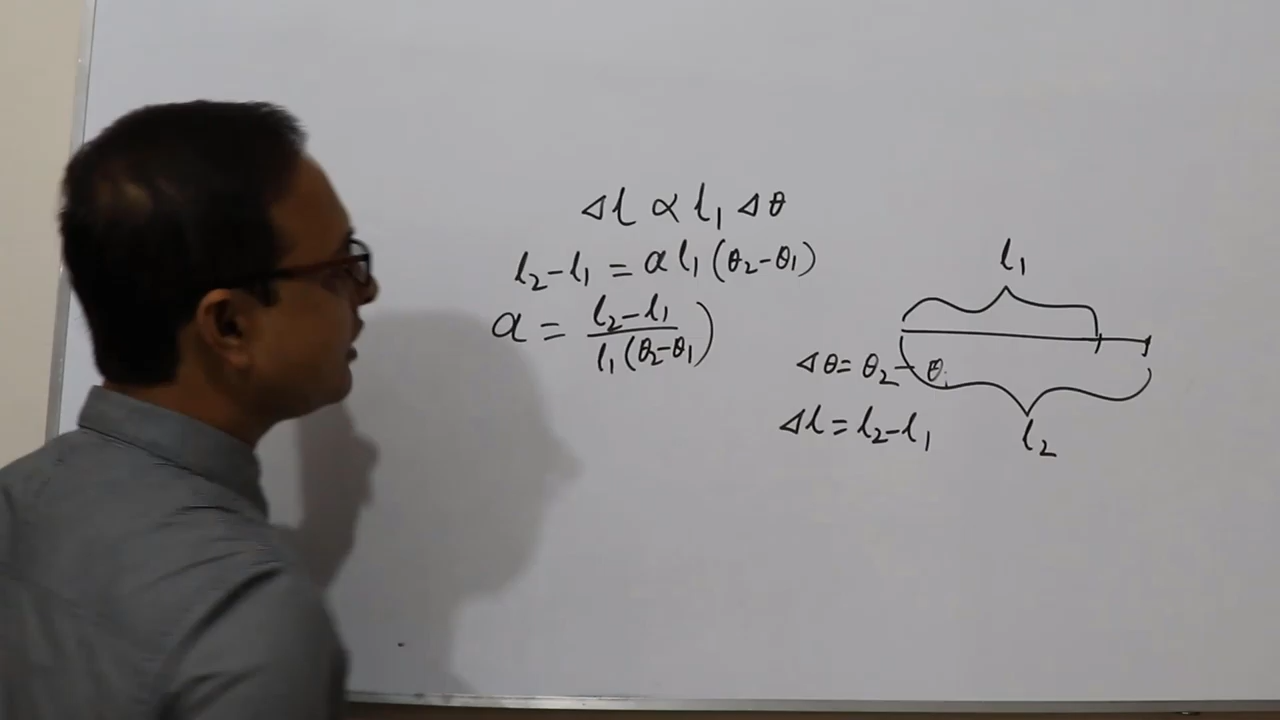 Δl ∝ l₁ Δθ
l₂-l₁ = α l₁ (θ₂-θ₁)
α = (l₂-l₁)/(l₁(θ₂-θ₁))
l₁
Δθ = θ₂ - θ
Δl = l₂-l₁
l₂